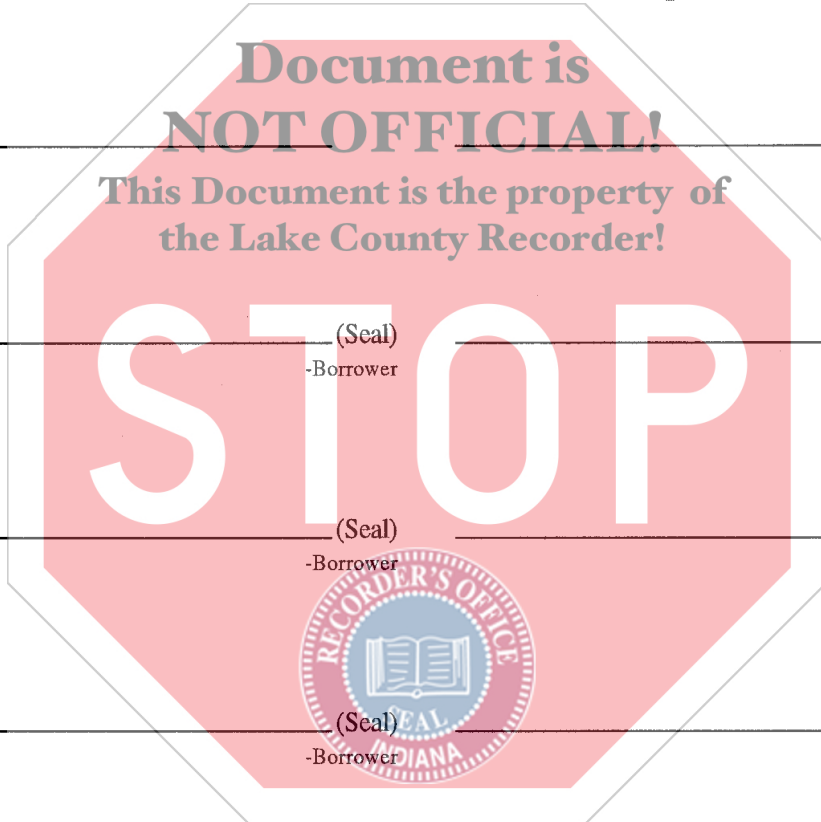 Document is
NOT OFFICIAL!
This Document is the property of
the Lake County Recorder!
STOP
(Seal)
-Borrower
(Seal)
-Borrower
RECORDER'S OFFICE
SEAL
INDIANA
(Seal)
-Borrower